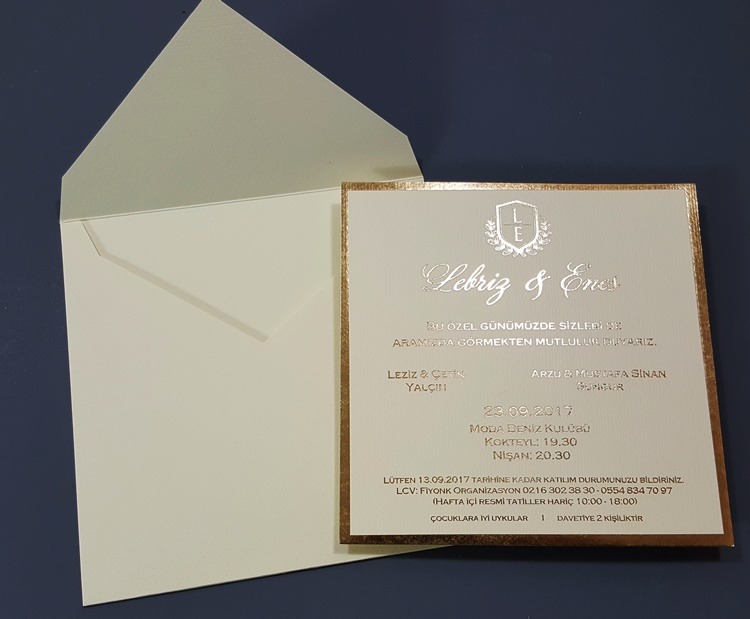 L
E
Lebriz & Enes
BU ÖZEL GÜNÜMÜZDE SİZLERİ DE
ARAMIZDA GÖRMEKTEN MUTLULUK DUYARIZ.
LEZİZ & ÇETİN
YALÇIN
ARZU & MUSTAFA SİNAN
GÜNGÜR
23.09.2017
MODA DENİZ KULÜBÜ
KOKTEYL: 19.30
NİŞAN: 20.30
LÜTFEN 13.09.2017 TARİHİNE KADAR KATILIM DURUMUNUZU BİLDİRİNİZ.
LCV: FİYONK ORGANİZASYON 0216 302 38 30 - 0554 834 70 97
(HAFTA İÇİ RESMİ TATİLLER HARİÇ 10:00 - 18:00)
ÇOCUKLARA İYİ UYKULAR | DAVETİYE 2 KİŞİLİKTİR